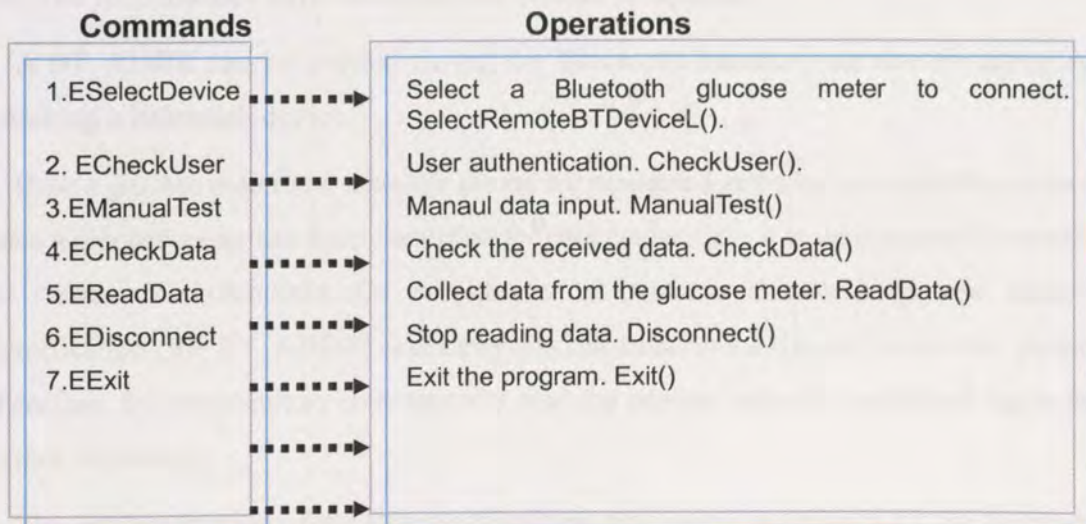 Commands
Operations
1.ESelectDevice
Select a Bluetooth glucose meter to connect.
SelectRemoteBTDeviceL().
2. ECheckUser
User authentication. CheckUser().
3.EManualTest
Manaul data input. ManualTest()
4.ECheckData
Check the received data. CheckData()
5.EReadData
Collect data from the glucose meter. ReadData()
6.EDisconnect
Stop reading data. Disconnect()
7.EExit
Exit the program. Exit()